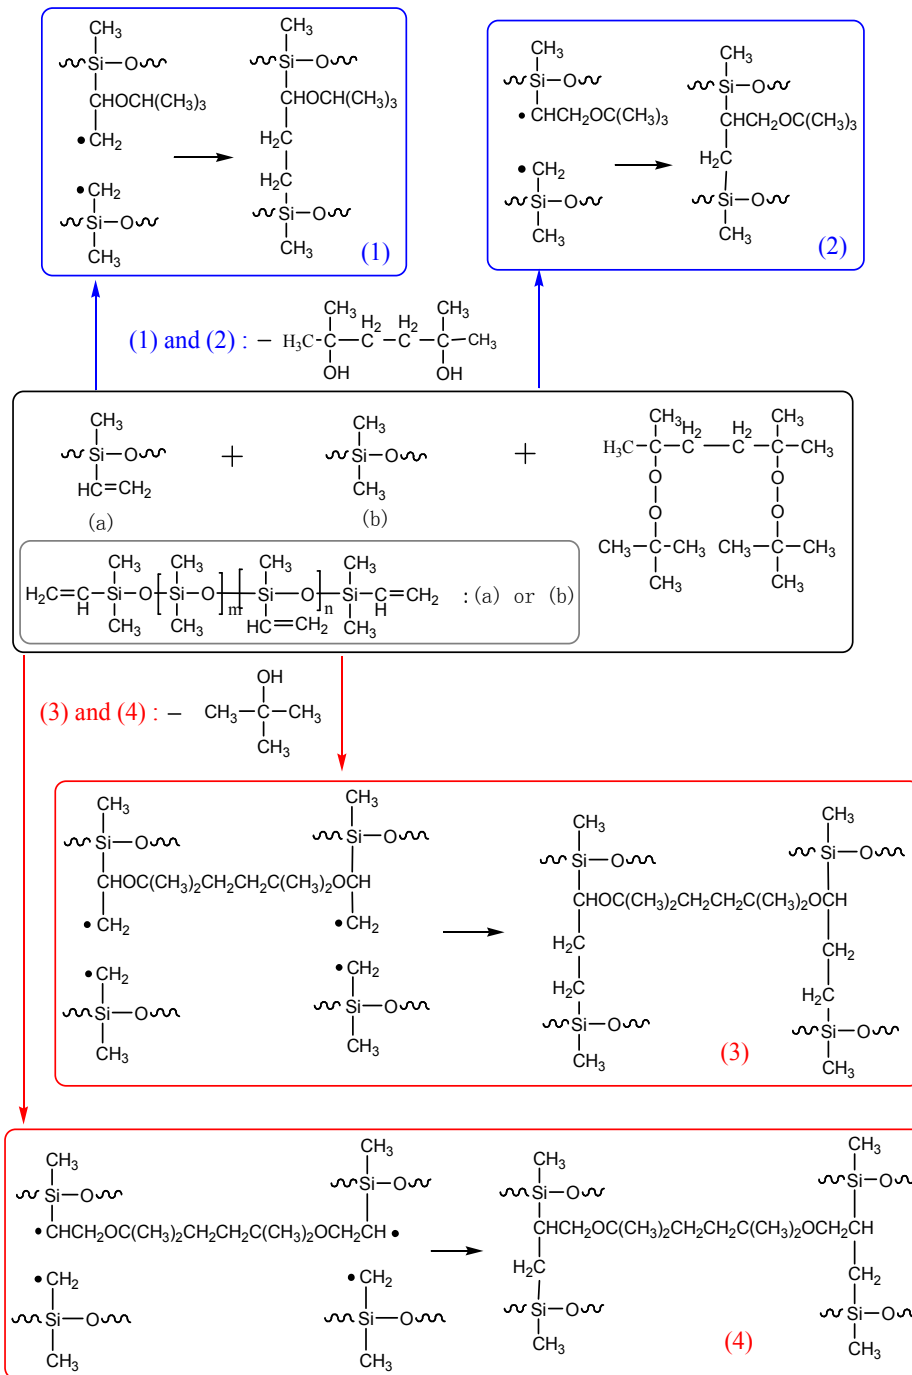 CH3
Si—O
CHOCH(CH3)3
•CH2
•CH2
Si—O
CH3
CH3
Si—O
CHOCH(CH3)3
H2C
H2C
Si—O
CH3
(1)
CH3
Si—O
•CHCH2OC(CH3)3
•CH2
Si—O
CH3
CH3
Si—O
CHCH2OC(CH3)3
H2C
Si—O
CH3
(2)
(1) and (2) : −
CH3 H2 H2 CH3
H3C—C—C—C—C—CH3
OH OH
CH3
Si—O
HC=CH2
(a)
+
CH3
Si—O
CH3
(b)
+
CH3 H2 H2 CH3
H3C—C—C—C—C—CH3
O O
O O
CH3—C—CH3 CH3—C—CH3
CH3 CH3
CH3 CH3 CH3 CH3
H2C=C—Si—O—[Si—O]m[Si—O]n—Si—C=CH2 :(a) or (b)
H H
CH3 CH3 HC=CH2 CH3
(3) and (4) : −
OH
CH3—C—CH3
CH3
CH3 CH3
Si—O Si—O
CHOC(CH3)2CH2CH2C(CH3)2OCH
•CH2 •CH2
•CH2 •CH2
Si—O Si—O
CH3 CH3
CH3 CH3
Si—O Si—O
CHOC(CH3)2CH2CH2C(CH3)2OCH
H2C CH2
H2C H2C
Si—O Si—O
CH3 CH3
(3)
CH3 CH3
Si—O Si—O
•CHCH2OC(CH3)2CH2CH2C(CH3)2OCH2CH•
•CH2 •CH2
Si—O Si—O
CH3 CH3
CH3 CH3
Si—O Si—O
CHCH2OC(CH3)2CH2CH2C(CH3)2OCH2CH
H2C CH2
Si—O Si—O
CH3 CH3
(4)